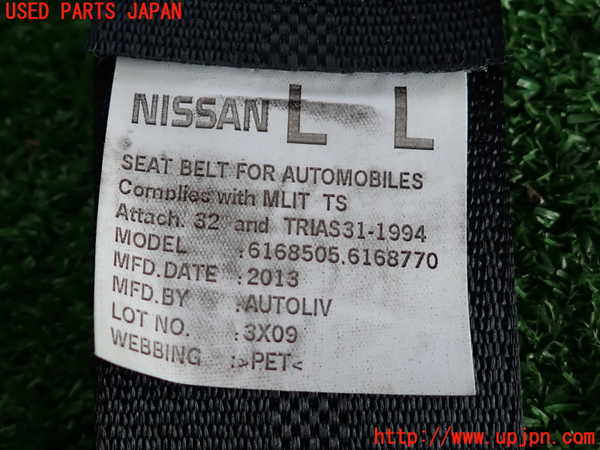 USED PARTS JAPAN
NISSAN L L
SEAT BELT FOR AUTOMOBILES
Complies with MLIT TS
Attach. 32 and TRIAS31-1994
MODEL :6168505.6168770
MFD.DATE :2013
MFD.BY :AUTOLIV
LOT NO. :3X09
WEBBING :>PET<
http://www.upjpn.com/